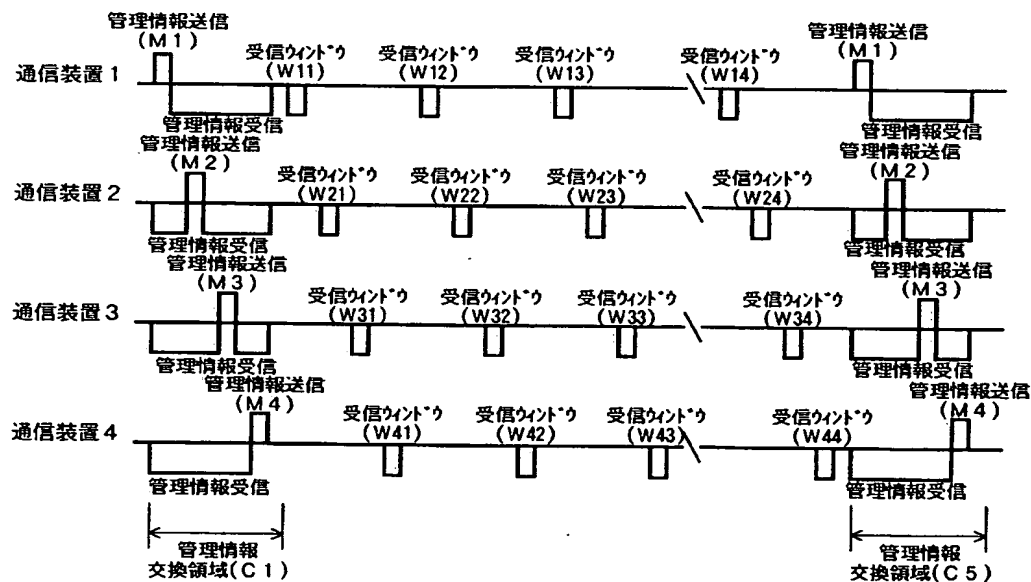 管理情報送信
(M1)
通信装置1
受信ウィンドウ
(W11)
受信ウィンドウ
(W12)
受信ウィンドウ
(W13)
受信ウィンドウ
(W14)
管理情報送信
(M1)
管理情報受信
管理情報受信
管理情報送信
(M2)
通信装置2
受信ウィンドウ
(W21)
受信ウィンドウ
(W22)
受信ウィンドウ
(W23)
受信ウィンドウ
(W24)
管理情報送信
(M2)
管理情報受信
管理情報受信
管理情報送信
(M3)
通信装置3
受信ウィンドウ
(W31)
受信ウィンドウ
(W32)
受信ウィンドウ
(W33)
受信ウィンドウ
(W34)
管理情報送信
(M3)
管理情報受信
管理情報受信
管理情報送信
(M4)
通信装置4
受信ウィンドウ
(W41)
受信ウィンドウ
(W42)
受信ウィンドウ
(W43)
受信ウィンドウ
(W44)
管理情報送信
(M4)
管理情報受信
管理情報受信
管理情報
交換領域(C1)
管理情報
交換領域(C5)